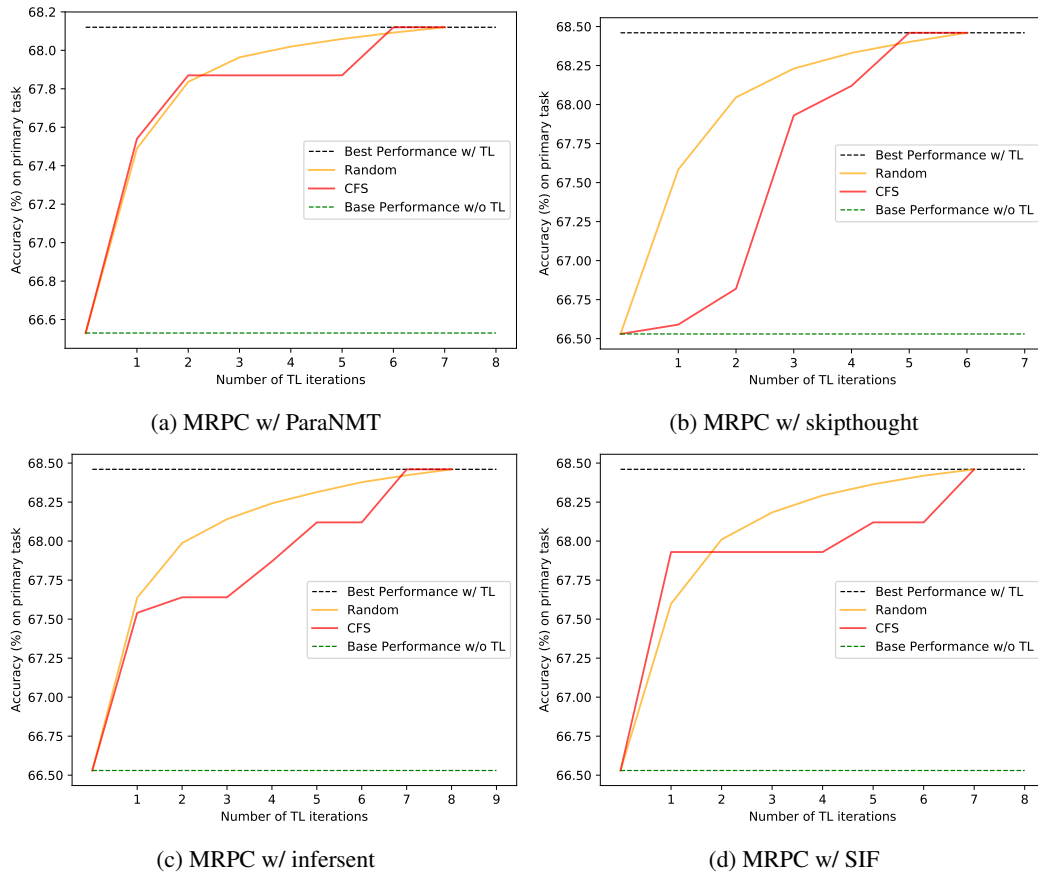 68.2
68.0
67.8
67.6
67.4
67.2
67.0
66.8
66.6
Accuracy (%) on primary task
Best Performance w/ TL
Random
CFS
Base Performance w/o TL
1 2 3 4 5 6 7 8
Number of TL iterations
(a) MRPC w/ ParaNMT
68.50
68.25
68.00
67.75
67.50
67.25
67.00
66.75
66.50
Accuracy (%) on primary task
Best Performance w/ TL
Random
CFS
Base Performance w/o TL
1 2 3 4 5 6 7
Number of TL iterations
(b) MRPC w/ skipthought
68.50
68.25
68.00
67.75
67.50
67.25
67.00
66.75
66.50
Accuracy (%) on primary task
Best Performance w/ TL
Random
CFS
Base Performance w/o TL
1 2 3 4 5 6 7 8 9
Number of TL iterations
(c) MRPC w/ infersent
68.50
68.25
68.00
67.75
67.50
67.25
67.00
66.75
66.50
Accuracy (%) on primary task
Best Performance w/ TL
Random
CFS
Base Performance w/o TL
1 2 3 4 5 6 7 8
Number of TL iterations
(d) MRPC w/ SIF